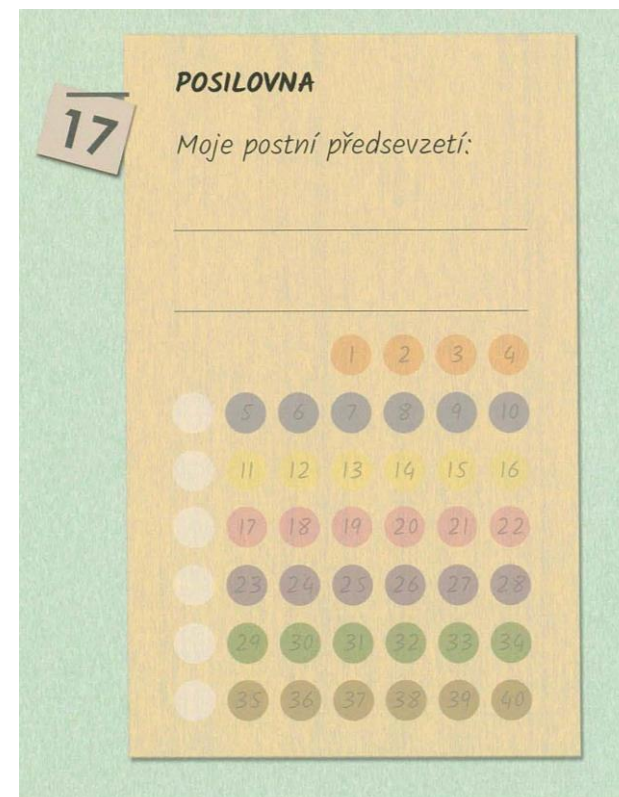 POSILOVNA
17
Moje postní předsevzetí:
1 2 3 4
5 6 7 8 9 10
11 12 13 14 15 16
17 18 19 20 21 22
23 24 25 26 27 28
29 30 31 32 33 34
35 36 37 38 39 40